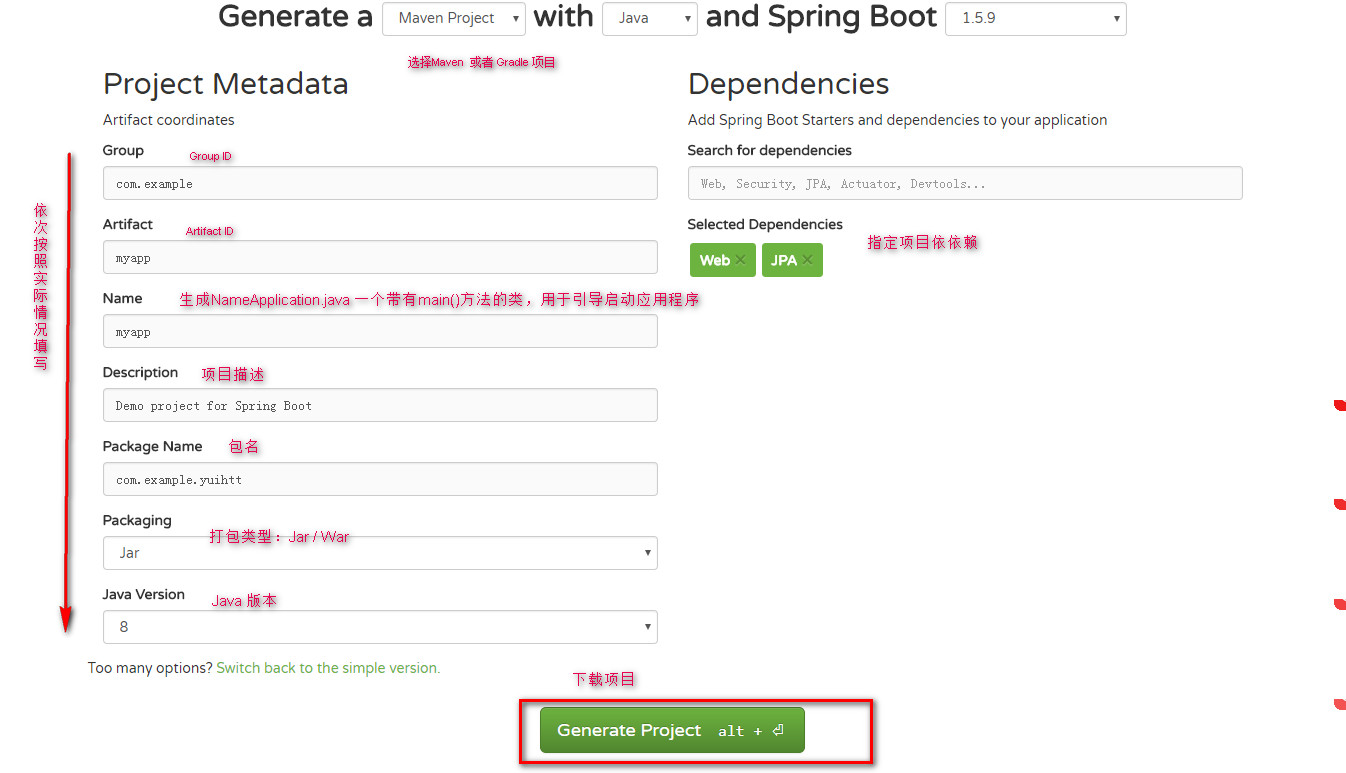 Generate a Maven Project with Java and Spring Boot 1.5.9
选择Maven 或者 Gradle 项目
Project Metadata
Artifact coordinates
Group Group ID
com.example
Artifact Artifact ID
myapp
Name 生成NameApplication.java 一个带有main()方法的类，用于引导启动应用程序
myapp
Description 项目描述
Demo project for Spring Boot
Package Name 包名
com.example.yuihtt
Packaging 打包类型：Jar / War
Jar
Java Version Java 版本
8
Too many options? Switch back to the simple version.
依次按照实际情况填写
Dependencies
Add Spring Boot Starters and dependencies to your application
Search for dependencies
Web, Security, JPA, Actuator, Devtools...
Selected Dependencies
指定项目依依赖
Web × JPA ×
下载项目
Generate Project alt + ⏎